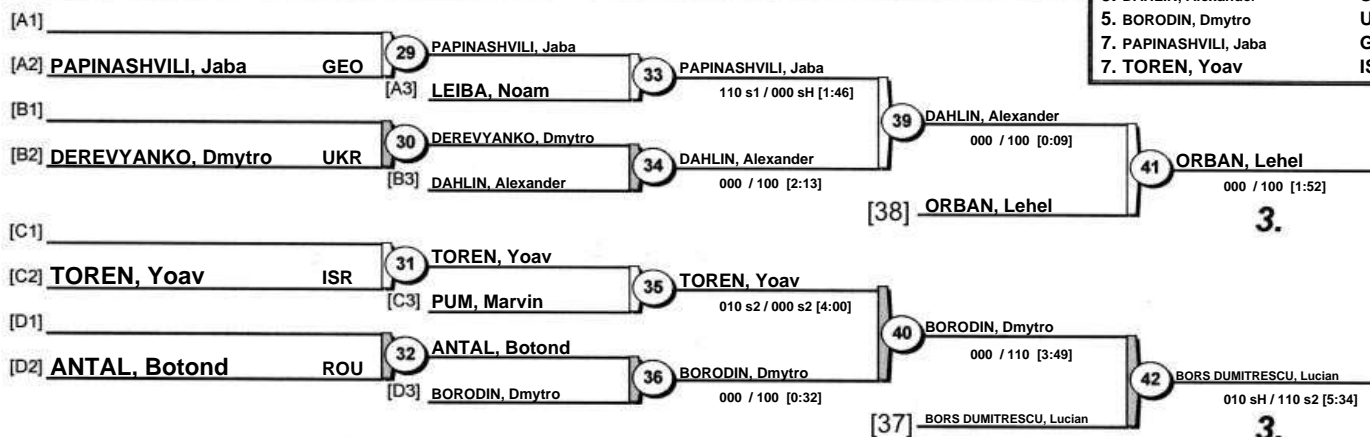 5. BORODIN, Dmytro
7. PAPINASHVILI, Jaba
7. TOREN, Yoav
[A1]
[A2] PAPINASHVILI, Jaba GEO
29
PAPINASHVILI, Jaba
[A3] LEIBA, Noam
33
PAPINASHVILI, Jaba
110 s1 / 000 sH [1:46]
[B1]
[B2] DEREVYANKO, Dmytro UKR
30
DEREVYANKO, Dmytro
[B3] DAHLIN, Alexander
34
DAHLIN, Alexander
000 / 100 [2:13]
39
DAHLIN, Alexander
000 / 100 [0:09]
[38] ORBAN, Lehel
41
ORBAN, Lehel
000 / 100 [1:52]
3.
[C1]
[C2] TOREN, Yoav ISR
31
TOREN, Yoav
[C3] PUM, Marvin
35
TOREN, Yoav
010 s2 / 000 s2 [4:00]
[D1]
[D2] ANTAL, Botond ROU
32
ANTAL, Botond
[D3] BORODIN, Dmytro
36
BORODIN, Dmytro
000 / 100 [0:32]
40
BORODIN, Dmytro
000 / 110 [3:49]
[37] BORS DUMITRESCU, Lucian
42
BORS DUMITRESCU, Lucian
010 sH / 110 s2 [5:34]
3.